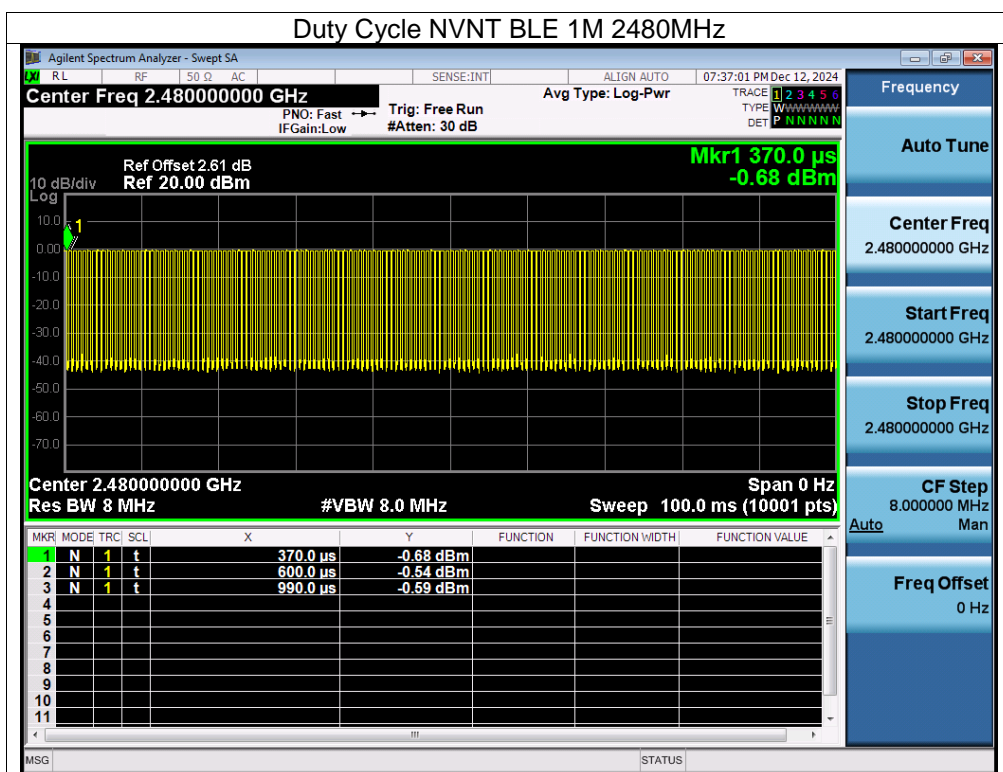 Duty Cycle NVNT BLE 1M 2480MHz
Agilent Spectrum Analyzer - Swept SA
LXI RL RF 50 Ω AC SENSE:INT ALIGN AUTO 07:37:01 PM Dec 12, 2024
Center Freq 2.480000000 GHz
PNO: Fast
IFGain:Low
Trig: Free Run
#Atten: 30 dB
Avg Type: Log-Pwr
TRACE 1 2 3 4 5 6
TYPE WWWWWW
DET P N N N N N
Mkr1 370.0 µs
-0.68 dBm
Ref Offset 2.61 dB
10 dB/div Ref 20.00 dBm
Log
1
10.0
0.00
-10.0
-20.0
-30.0
-40.0
-50.0
-60.0
-70.0
Center 2.480000000 GHz Span 0 Hz
Res BW 8 MHz #VBW 8.0 MHz Sweep 100.0 ms (10001 pts)
MKR MODE TRC SCL X Y FUNCTION FUNCTION WIDTH FUNCTION VALUE
1 N 1 t 370.0 µs -0.68 dBm
2 N 1 t 600.0 µs -0.54 dBm
3 N 1 t 990.0 µs -0.59 dBm
4
5
6
7
8
9
10
11
MSG STATUS
Frequency
Auto Tune
Center Freq
2.480000000 GHz
Start Freq
2.480000000 GHz
Stop Freq
2.480000000 GHz
CF Step
8.000000 MHz
Auto Man
Freq Offset
0 Hz